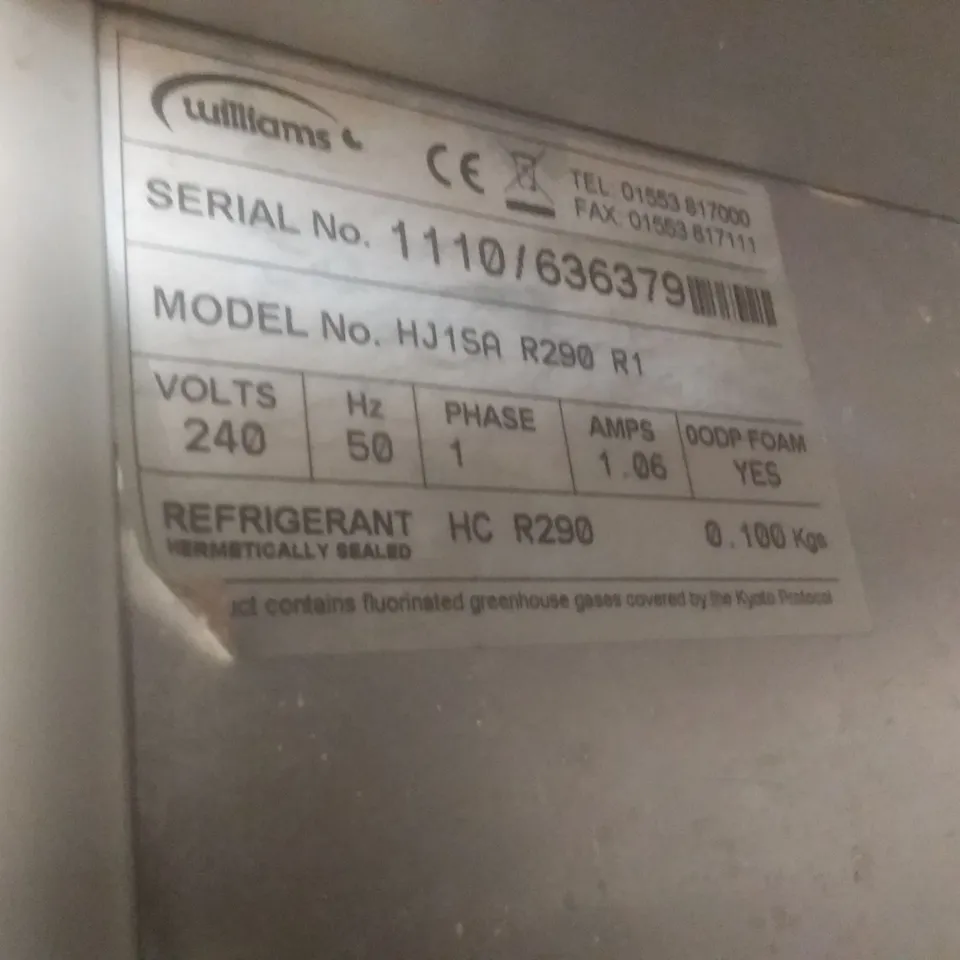 williams
CE
TEL: 01553 817000
FAX: 01553 817111
SERIAL No. 1110/636379
MODEL No. HJ1SA R290 R1
VOLTS Hz PHASE AMPS 0ODP FOAM
240 50 1 1.06 YES
REFRIGERANT HC R290 0.100 Kgs
HERMETICALLY SEALED
contains fluorinated greenhouse gases covered by the Kyoto Protocol